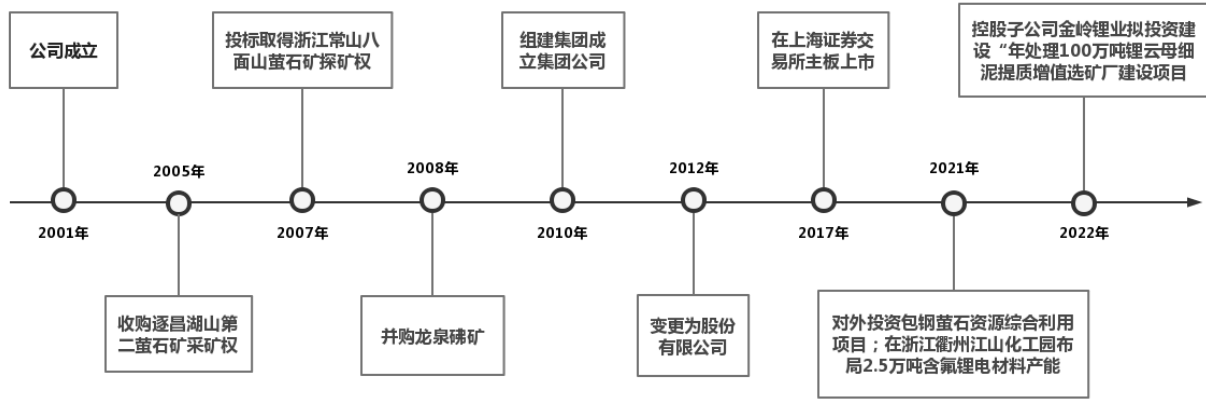 公司成立
2001年
2005年
收购逐昌湖山第
二萤石矿采矿权
投标取得浙江常山八
面山萤石矿探矿权
2007年
2008年
并购龙泉砩矿
组建集团成
立集团公司
2010年
2012年
变更为股份
有限公司
在上海证券交
易所主板上市
2017年
2021年
对外投资包钢萤石资源综合利用
项目；在浙江衢州江山化工园布
局2.5万吨含氟锂电材料产能
控股子公司金岭锂业拟投资建
设“年处理100万吨锂云母细
泥提质增值选矿厂建设项目
2022年